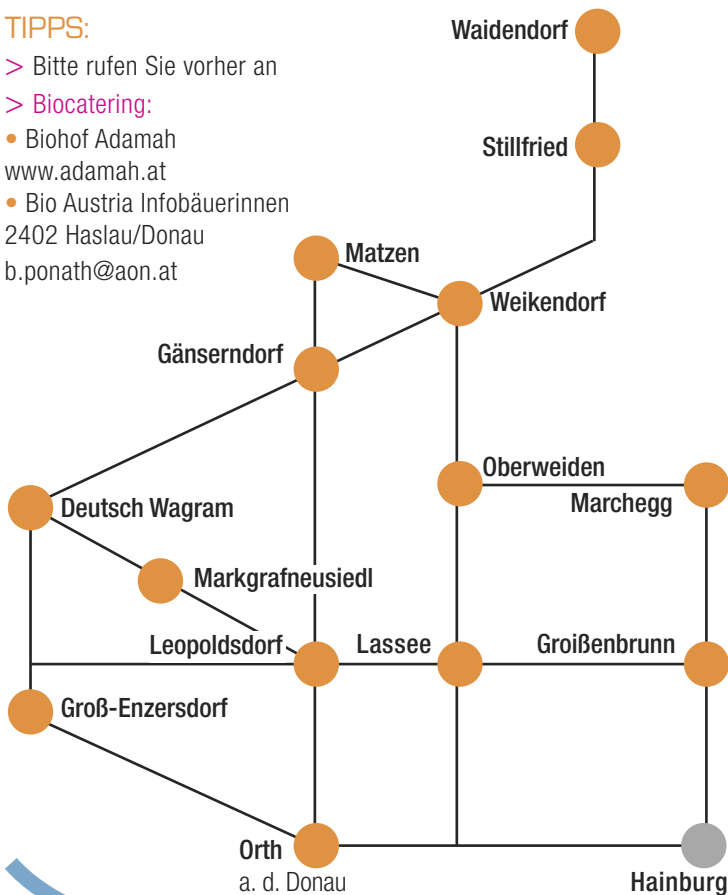 TIPPS:
> Bitte rufen Sie vorher an
> Biocatering:
• Biohof Adamah
www.adamah.at
• Bio Austria Infobäuerinnen
2402 Haslau/Donau
b.ponath@aon.at
Waidendorf
Stillfried
Matzen
Weikendorf
Gänserndorf
Oberweiden
Marchegg
Deutsch Wagram
Markgrafneusiedl
Leopoldsdorf
Lassee
Groißenbrunn
Groß-Enzersdorf
Orth
a. d. Donau
Hainburg